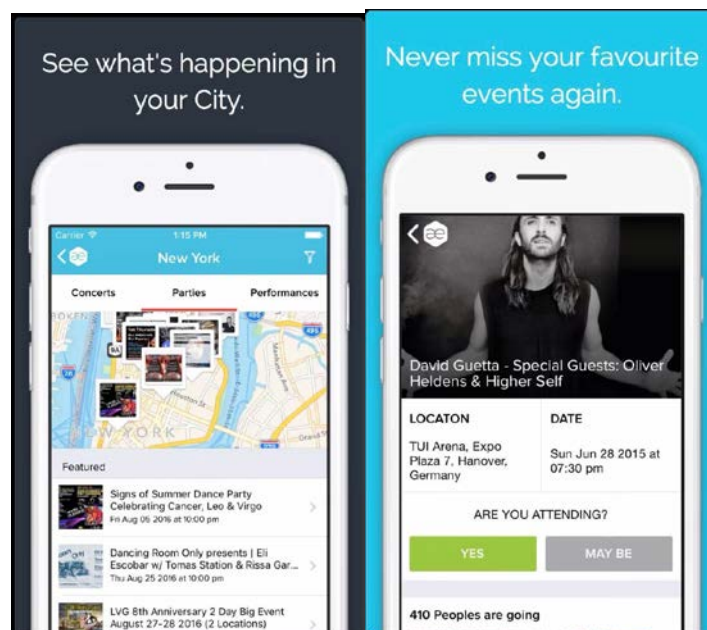 See what's happening in
your City.
Carrier 1:15 PM
æ New York
Concerts Parties Performances
NEW YORK
Houston St
Featured
Signs of Summer Dance Party
Celebrating Cancer, Leo & Virgo
Fri Aug 05 2016 at 10:00 pm
Dancing Room Only presents | Eli
Escobar w/ Tomas Station & Rissa Gar...
Thu Aug 25 2016 at 10:00 pm
LVG 8th Anniversary 2 Day Big Event
August 27-28 2016 (2 Locations)
Never miss your favourite
events again.
æ
David Guetta - Special Guests: Oliver
Heldens & Higher Self
LOCATON DATE
TUI Arena, Expo
Plaza 7, Hanover,
Germany
Sun Jun 28 2015 at
07:30 pm
ARE YOU ATTENDING?
YES MAY BE
410 Peoples are going